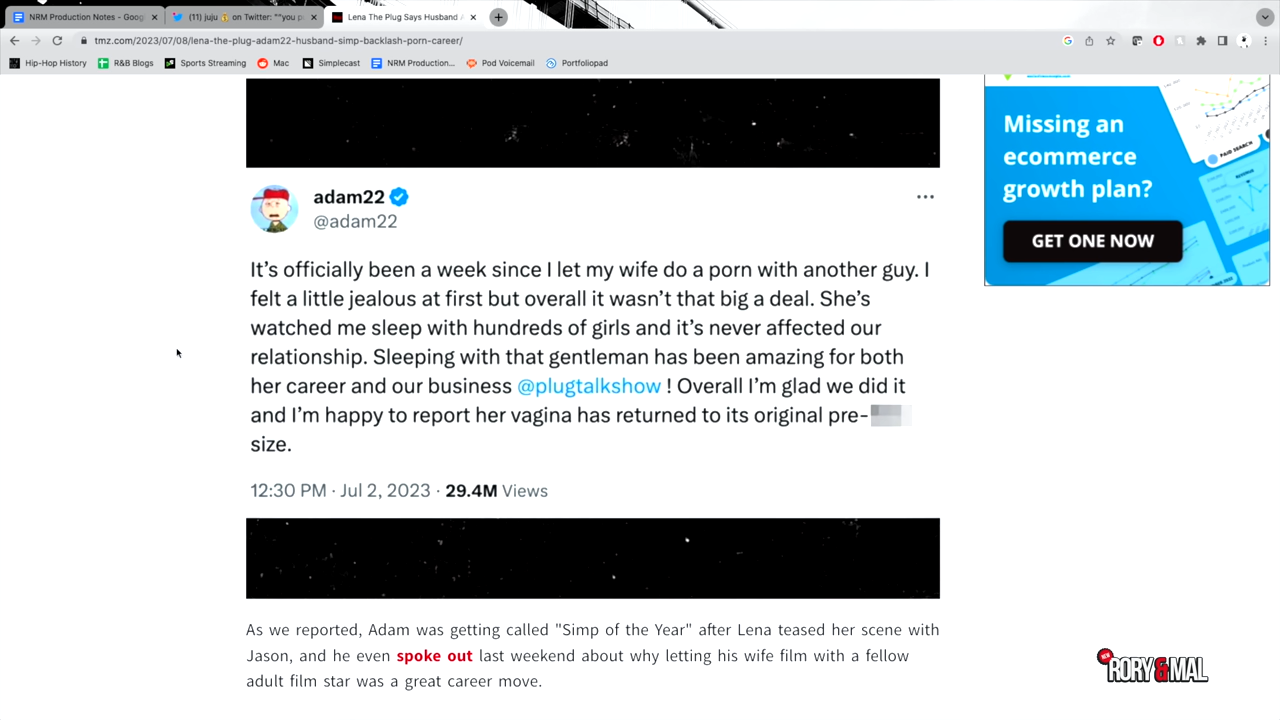 NRM Production Notes - Goog
(11) juju on Twitter: "“you p
Lena The Plug Says Husband A
tmz.com/2023/07/08/lena-the-plug-adam22-husband-simp-backlash-porn-career/
Hip-Hop History
R&B Blogs
Sports Streaming
Mac
Simplecast
NRM Production...
Pod Voicemail
Portfoliopad
adam22
@adam22
It’s officially been a week since I let my wife do a porn with another guy. I
felt a little jealous at first but overall it wasn’t that big a deal. She’s
watched me sleep with hundreds of girls and it’s never affected our
relationship. Sleeping with that gentleman has been amazing for both
her career and our business @plugtalkshow ! Overall I’m glad we did it
and I’m happy to report her vagina has returned to its original pre-
size.
12:30 PM · Jul 2, 2023 · 29.4M Views
As we reported, Adam was getting called "Simp of the Year" after Lena teased her scene with
Jason, and he even spoke out last weekend about why letting his wife film with a fellow
adult film star was a great career move.
Missing an
ecommerce
growth plan?
GET ONE NOW
PAID SEARCH
NEW
RORY & MAL